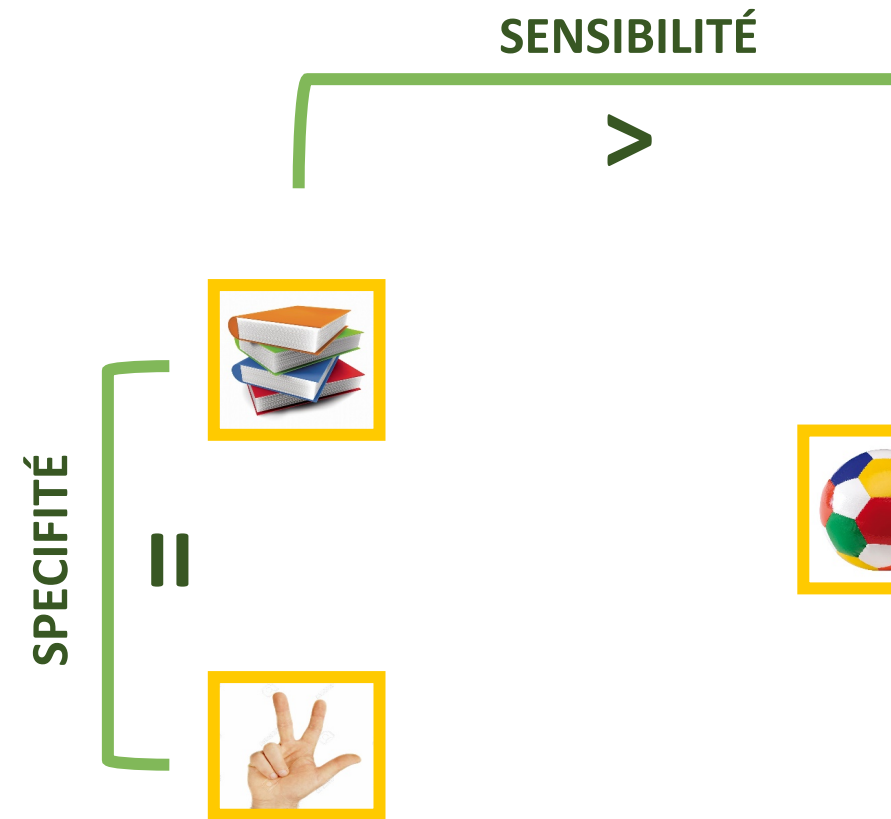 SENSIBILITÉ
>
SPECIFITÉ
=